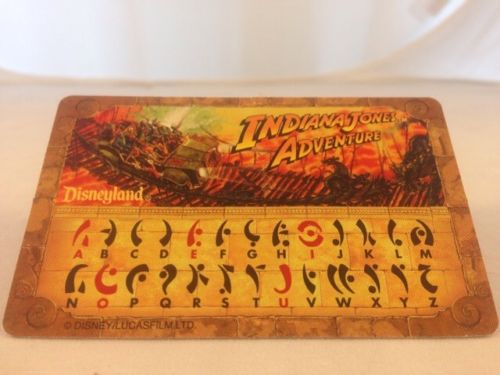 INDIANA JONES
ADVENTURE
Disneyland®
A B C D E F G H I J K L M
N O P Q R S T U V W X Y Z
© DISNEY/LUCASFILM LTD.